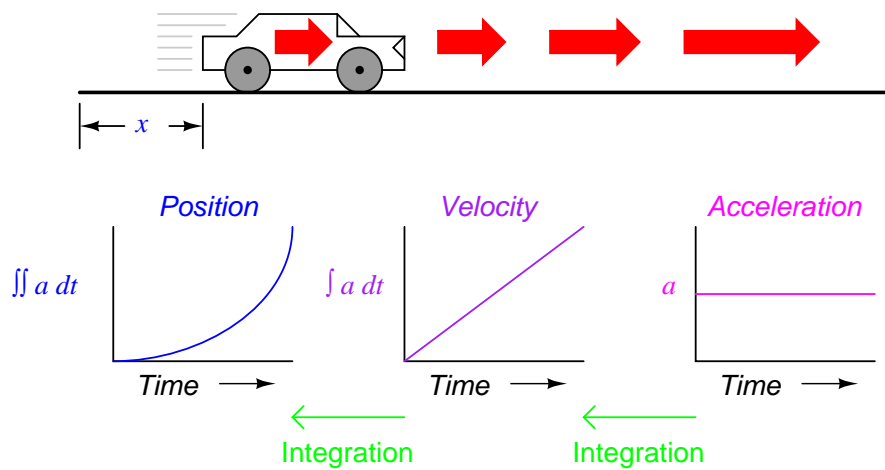 x
Position
Velocity
Acceleration
∬ a dt
∫ a dt
a
Time
Time
Time
Integration
Integration